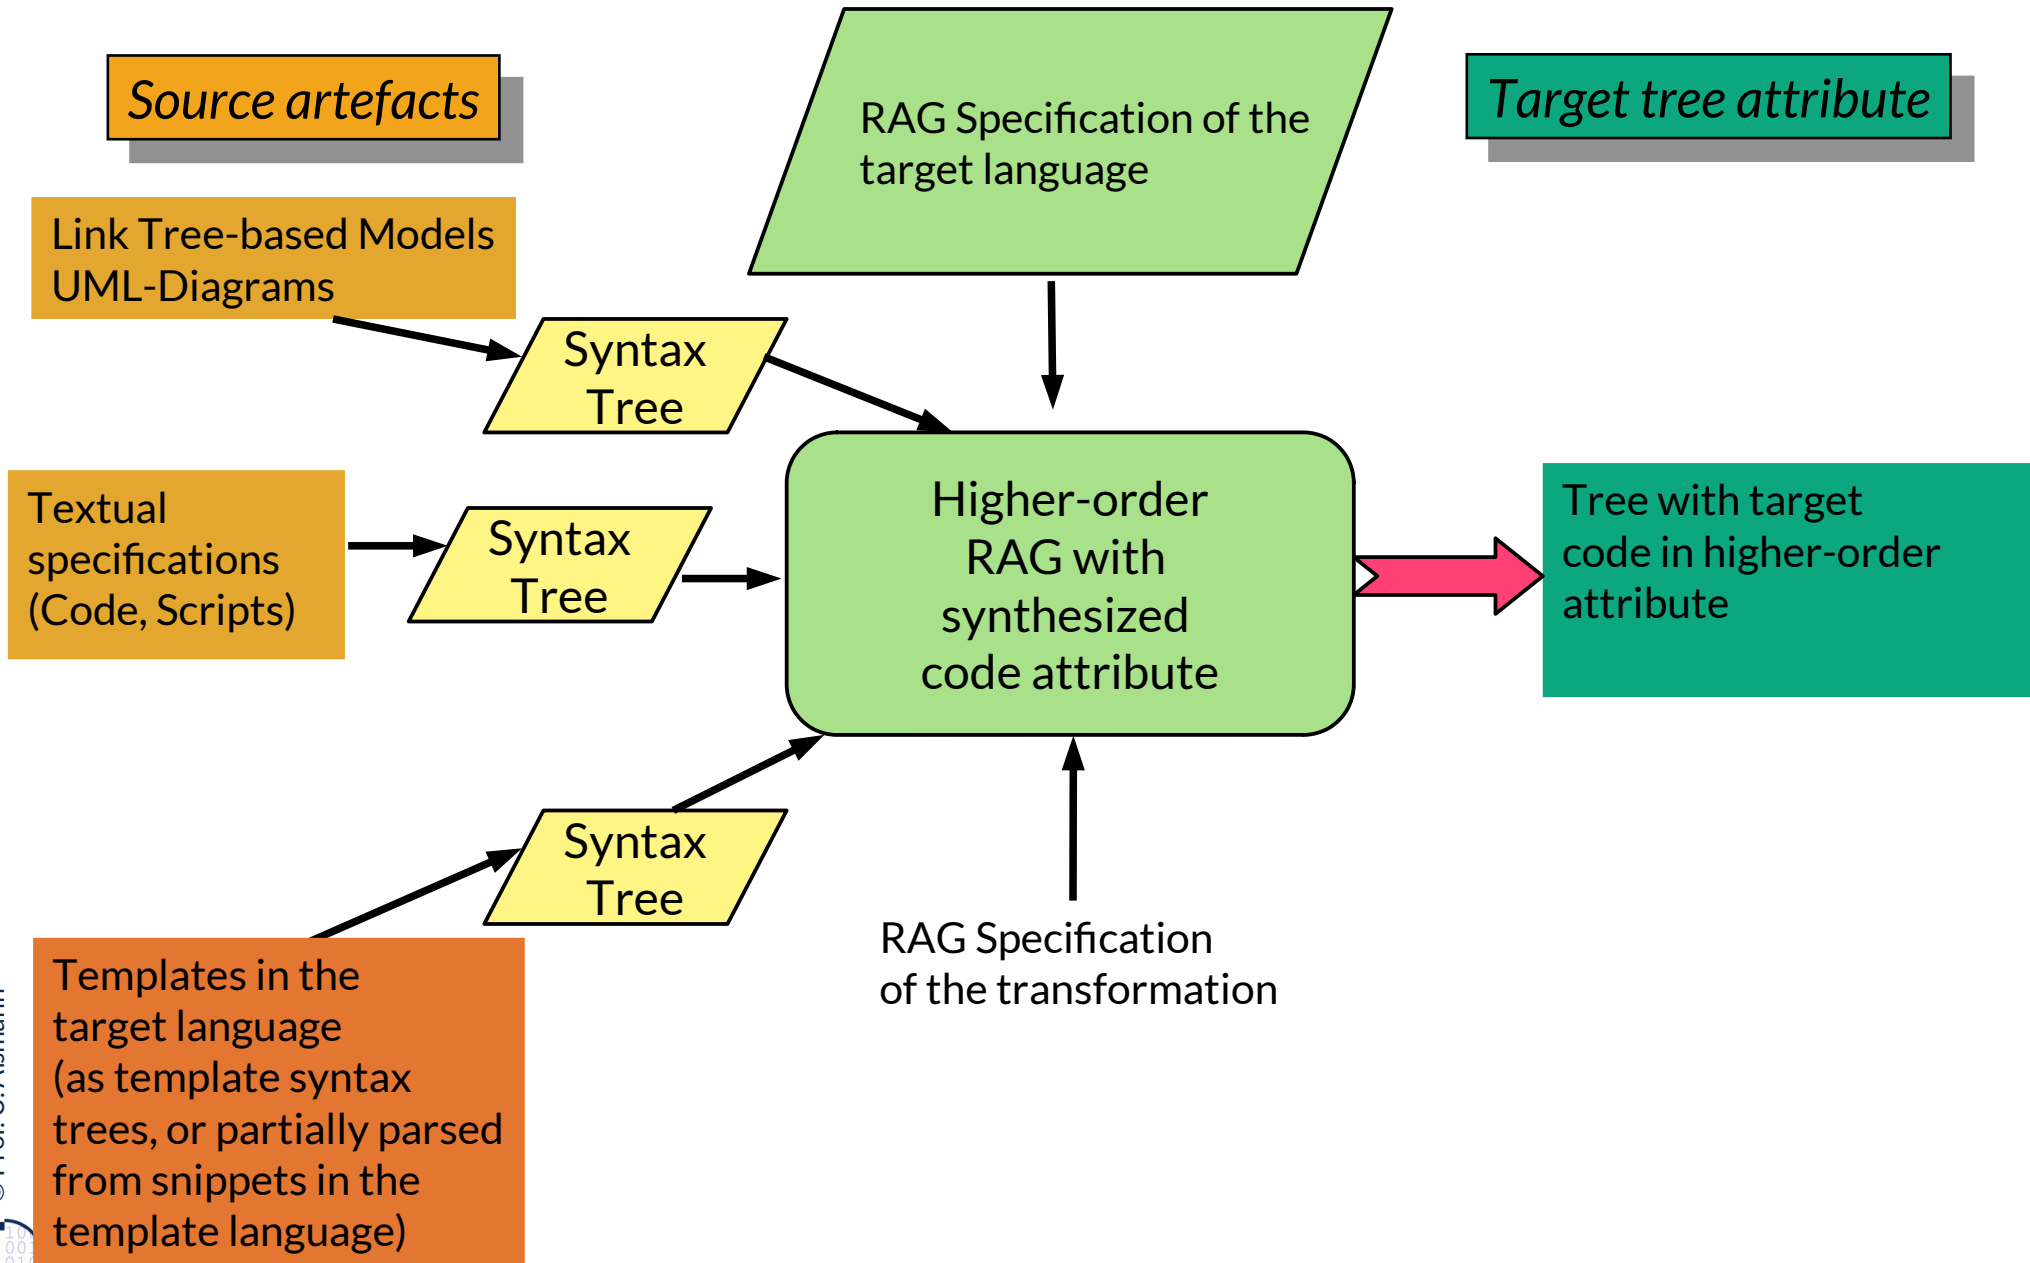 Source artefacts
RAG Specification of the
target language
Target tree attribute
Link Tree-based Models
UML-Diagrams
Syntax
Tree
Textual
specifications
(Code, Scripts)
Syntax
Tree
Higher-order
RAG with
synthesized
code attribute
Tree with target
code in higher-order
attribute
Syntax
Tree
RAG Specification
of the transformation
Templates in the
target language
(as template syntax
trees, or partially parsed
from snippets in the
template language)